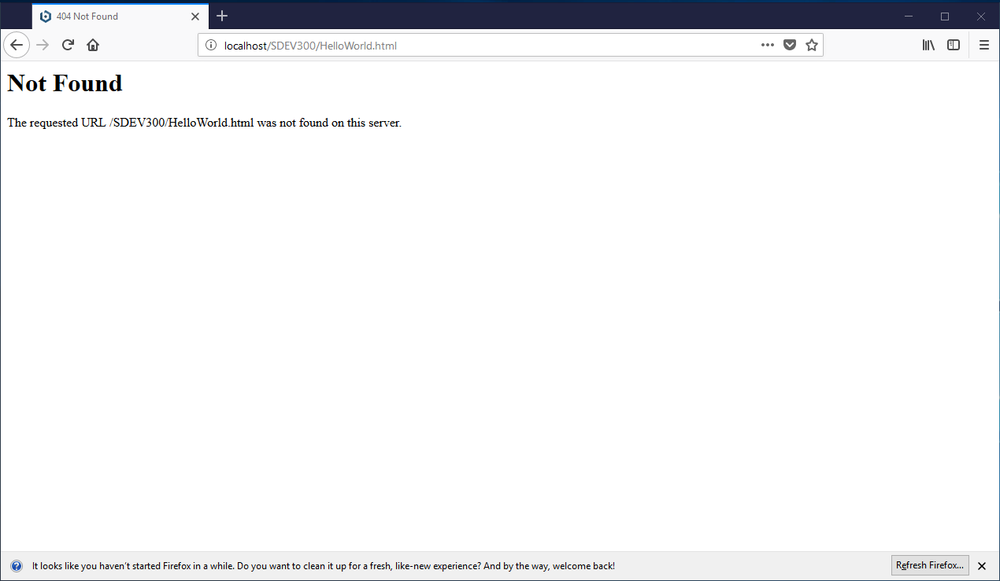 404 Not Found
localhost/SDEV300/HelloWorld.html
Not Found
The requested URL /SDEV300/HelloWorld.html was not found on this server.
It looks like you haven't started Firefox in a while. Do you want to clean it up for a fresh, like-new experience? And by the way, welcome back!
Refresh Firefox...